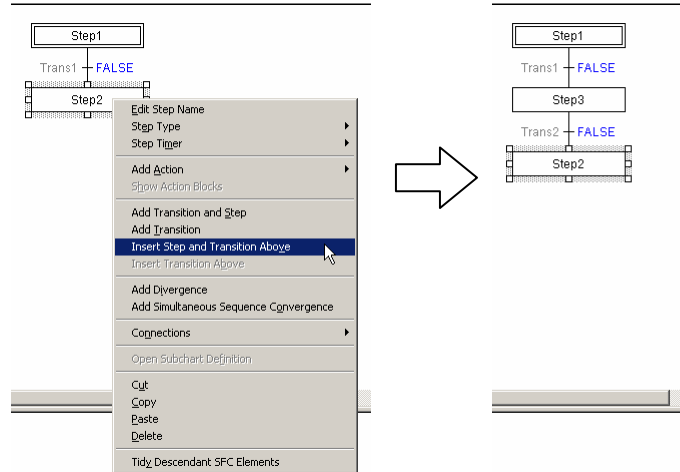 Step1
Trans1 FALSE
Step2
Edit Step Name
Step Type
Step Timer
Add Action
Show Action Blocks
Add Transition and Step
Add Transition
Insert Step and Transition Above
Insert Transition Above
Add Divergence
Add Simultaneous Sequence Convergence
Connections
Open Subchart Definition
Cut
Copy
Paste
Delete
Tidy Descendant SFC Elements
Step1
Trans1 FALSE
Step3
Trans2 FALSE
Step2